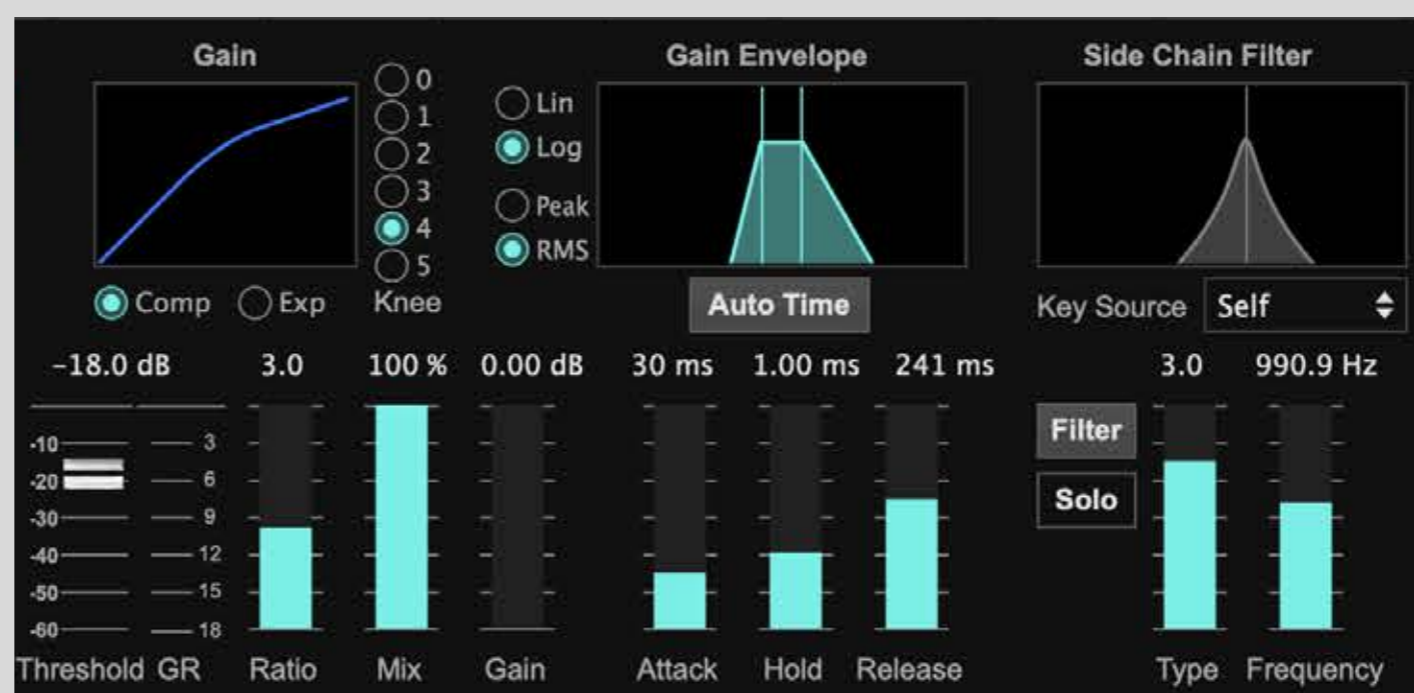 Gain Gain Envelope Side Chain Filter
0
1
2
3
4
5
Knee
Lin
Log
Peak
RMS
Comp Exp
Auto Time
Key Source Self
-18.0 dB 3.0 100 % 0.00 dB 30 ms 1.00 ms 241 ms 3.0 990.9 Hz
-10 3
-20 6
-30 9
-40 12
-50 15
-60 18
Filter
Solo
Threshold GR Ratio Mix Gain Attack Hold Release Type Frequency